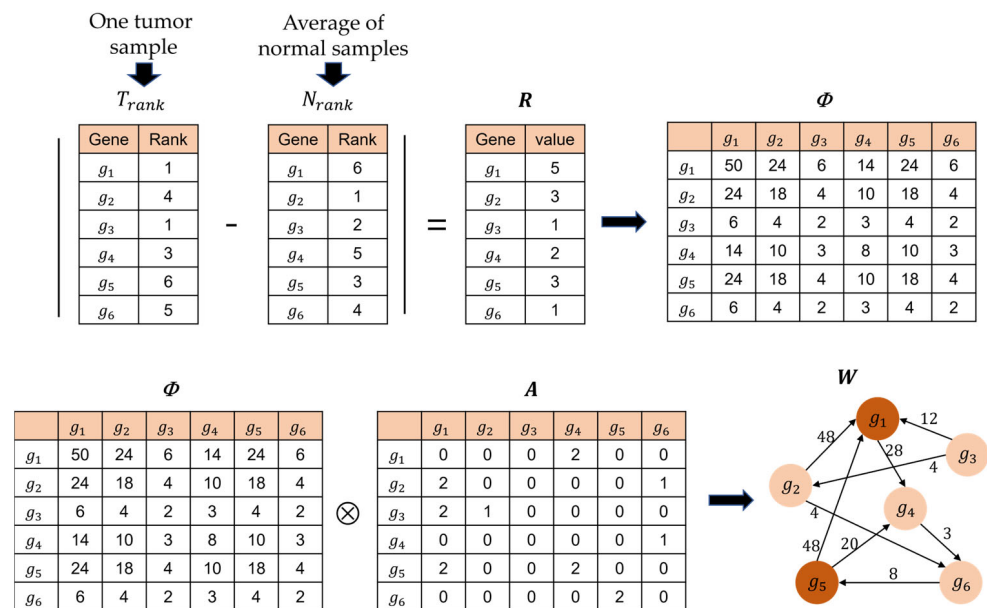 One tumor
sample
Average of
normal samples
T_rank
N_rank
R
Φ
Gene Rank
g₁ 1
g₂ 4
g₃ 1
g₄ 3
g₅ 6
g₆ 5
-
Gene Rank
g₁ 6
g₂ 1
g₃ 2
g₄ 5
g₅ 3
g₆ 4
=
Gene value
g₁ 5
g₂ 3
g₃ 1
g₄ 2
g₅ 3
g₆ 1
g₁ g₂ g₃ g₄ g₅ g₆
g₁ 50 24 6 14 24 6
g₂ 24 18 4 10 18 4
g₃ 6 4 2 3 4 2
g₄ 14 10 3 8 10 3
g₅ 24 18 4 10 18 4
g₆ 6 4 2 3 4 2
Φ
g₁ g₂ g₃ g₄ g₅ g₆
g₁ 50 24 6 14 24 6
g₂ 24 18 4 10 18 4
g₃ 6 4 2 3 4 2
g₄ 14 10 3 8 10 3
g₅ 24 18 4 10 18 4
g₆ 6 4 2 3 4 2
⊗
A
g₁ g₂ g₃ g₄ g₅ g₆
g₁ 0 0 0 2 0 0
g₂ 2 0 0 0 0 1
g₃ 2 1 0 0 0 0
g₄ 0 0 0 0 0 1
g₅ 2 0 0 2 0 0
g₆ 0 0 0 0 2 0
W
g₁
12
48
28
g₃
4
g₂
g₄
4
3
48
20
g₅
8
g₆